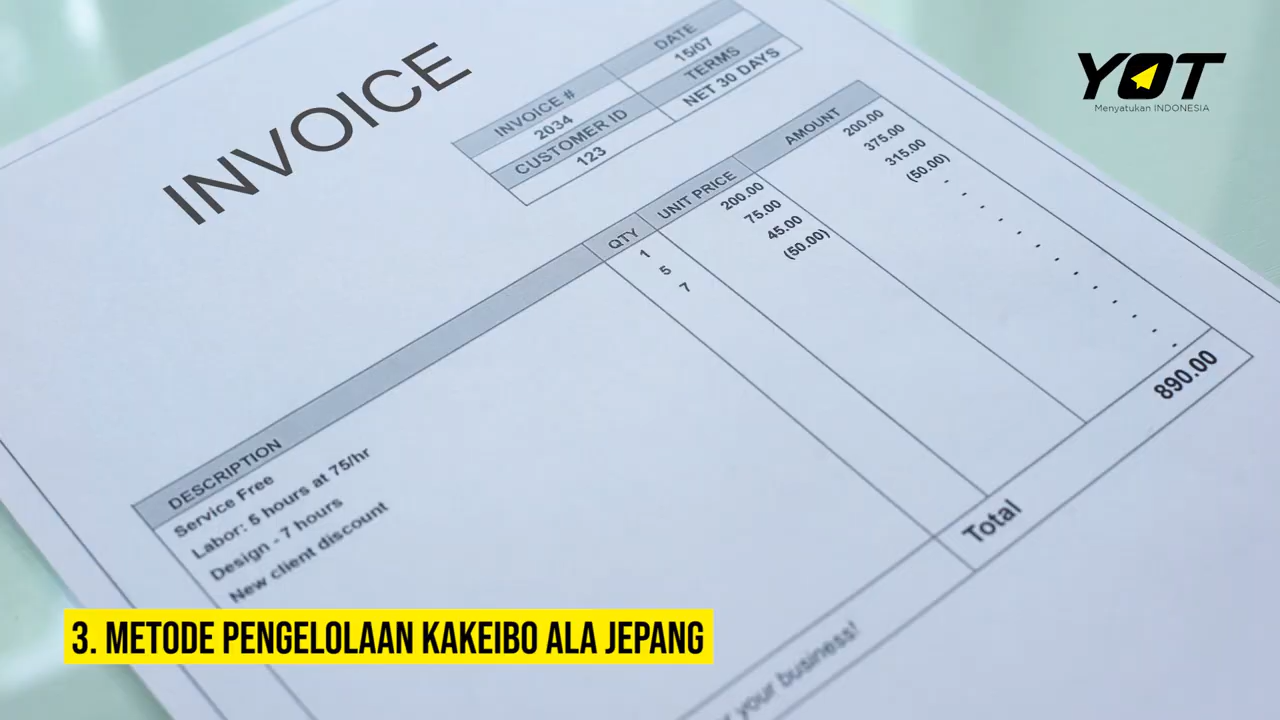 INVOICE
YOT
Menyatukan INDONESIA
INVOICE # DATE
2034 15/07
CUSTOMER ID TERMS
123 NET 30 DAYS
DESCRIPTION QTY UNIT PRICE AMOUNT
Service Free 1 200.00 200.00
Labor: 5 hours at 75/hr 5 75.00 375.00
Design - 7 hours 7 45.00 315.00
New client discount (50.00) (50.00)
Total 890.00
your business!
3. METODE PENGELOLAAN KAKEIBO ALA JEPANG